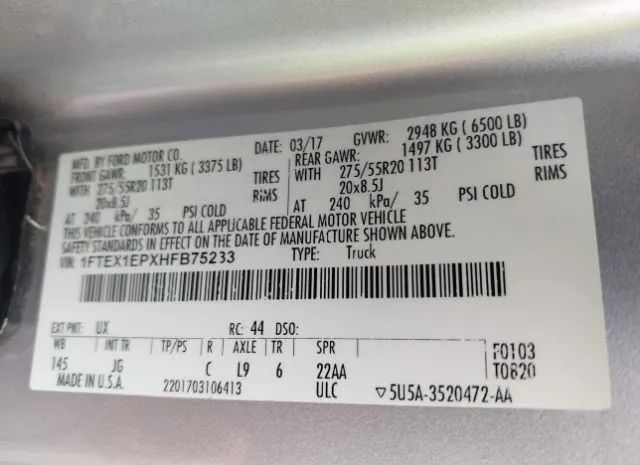 MFD. BY FORD MOTOR CO.
DATE: 03/17 GVWR: 2948 KG ( 6500 LB)
FRONT GAWR: 1531 KG ( 3375 LB) REAR GAWR: 1497 KG ( 3300 LB)
WITH 275/55R20 113T TIRES WITH 275/55R20 113T TIRES
20x8.5J RIMS 20x8.5J RIMS
AT 240 kPa/ 35 PSI COLD AT 240 kPa/ 35 PSI COLD
CONFORMS TO ALL APPLICABLE FEDERAL MOTOR VEHICLE
SAFETY STANDARDS IN EFFECT ON THE DATE OF MANUFACTURE SHOWN ABOVE.
VIN: 1FTEX1EPXHFB75233 TYPE: Truck
EXT PNT: UX RC: 44 DSO:
WB INT TR TP/PS R AXLE TR SPR F0103
145 JG C L9 6 22AA T0820
MADE IN U.S.A. 2201703106413 ULC ▽5U5A-3520472-AA